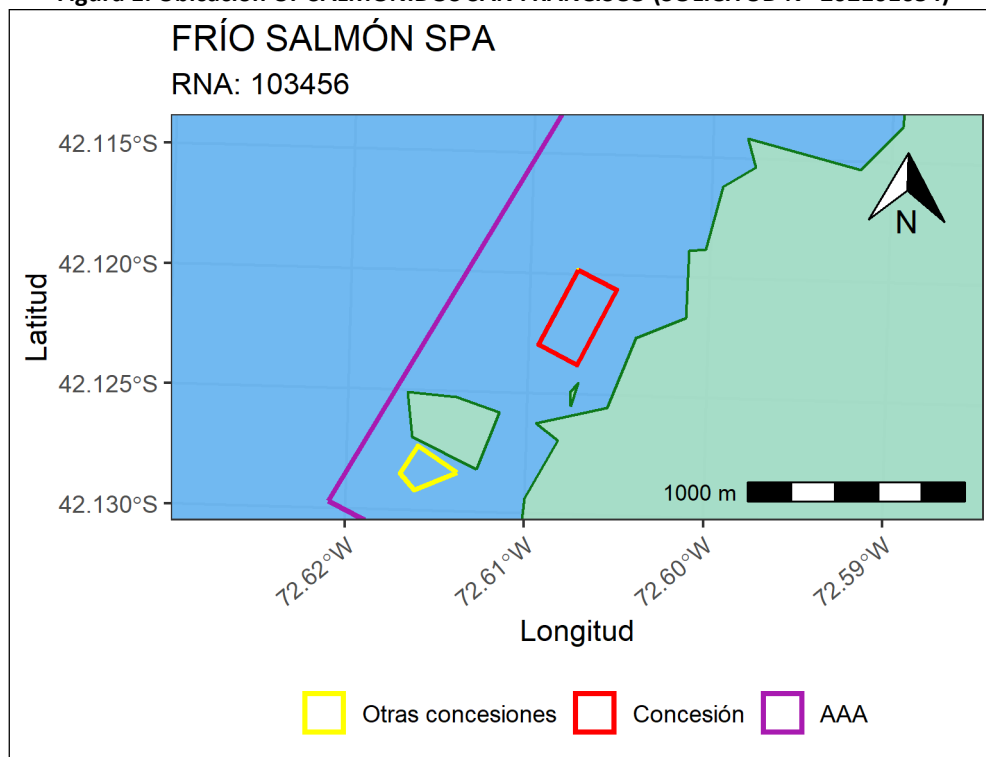 FRÍO SALMÓN SPA
RNA: 103456
42.115°S
42.120°S
42.125°S
42.130°S
Latitud
N
1000 m
72.62°W
72.61°W
72.60°W
72.59°W
Longitud
Otras concesiones
Concesión
AAA